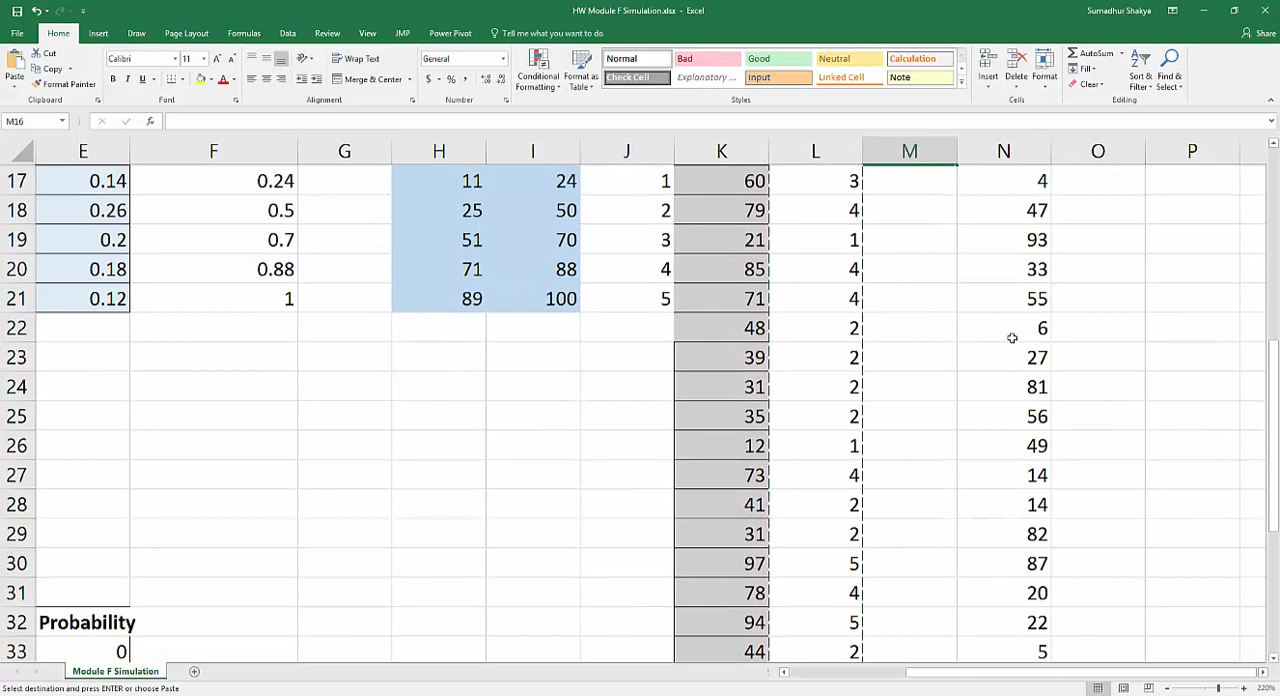 HW Module F Simulation.xlsx - Excel
Sumadhur Shakya
File Home Insert Draw Page Layout Formulas Data Review View JMP Power Pivot Tell me what you want to do
Share
Paste
Cut
Copy
Format Painter
Clipboard
Calibri 11
B I U
Font
Wrap Text
Merge & Center
Alignment
General
$ % ,
Number
Conditional Formatting
Format as Table
Normal Bad Good Neutral Calculation
Check Cell Explanatory ... Input Linked Cell Note
Styles
Insert Delete Format
Cells
AutoSum
Fill
Clear
Sort & Filter
Find & Select
Editing
M16 fx
E F G H I J K L M N O P
17 0.14 0.24 11 24 1 60 3 4
18 0.26 0.5 25 50 2 79 4 47
19 0.2 0.7 51 70 3 21 1 93
20 0.18 0.88 71 88 4 85 4 33
21 0.12 1 89 100 5 71 4 55
22 48 2 6
23 39 2 27
24 31 2 81
25 35 2 56
26 12 1 49
27 73 4 14
28 41 2 14
29 31 2 82
30 97 5 87
31 78 4 20
32 Probability 94 5 22
33 0 44 2 5
Module F Simulation
Select destination and press ENTER or choose Paste
220%